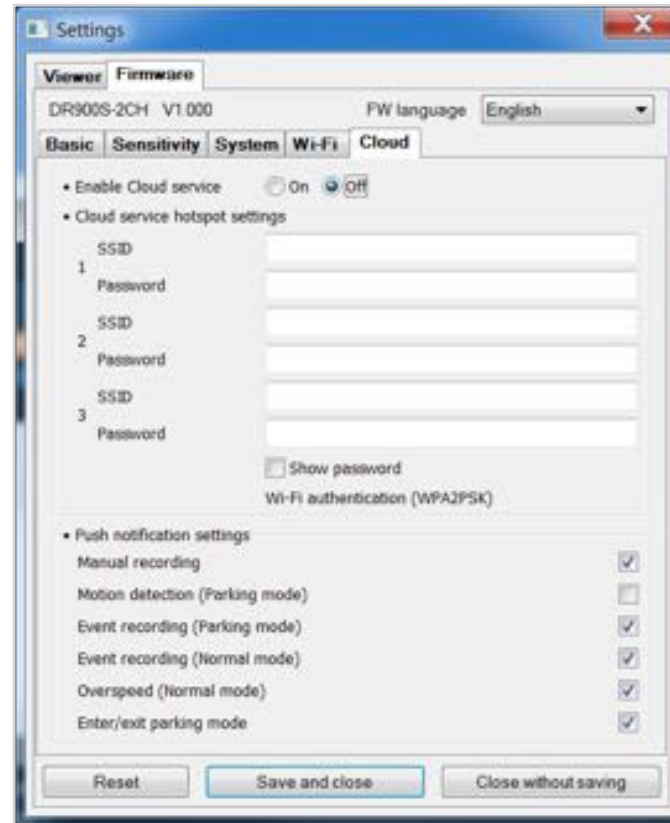 Settings
Viewer Firmware
DR900S-2CH V1.000 FW language English
Basic Sensitivity System Wi-Fi Cloud
• Enable Cloud service On Off
• Cloud service hotspot settings
SSID
1
Password
SSID
2
Password
SSID
3
Password
Show password
Wi-Fi authentication (WPA2PSK)
• Push notification settings
Manual recording
Motion detection (Parking mode)
Event recording (Parking mode)
Event recording (Normal mode)
Overspeed (Normal mode)
Enter/exit parking mode
Reset Save and close Close without saving